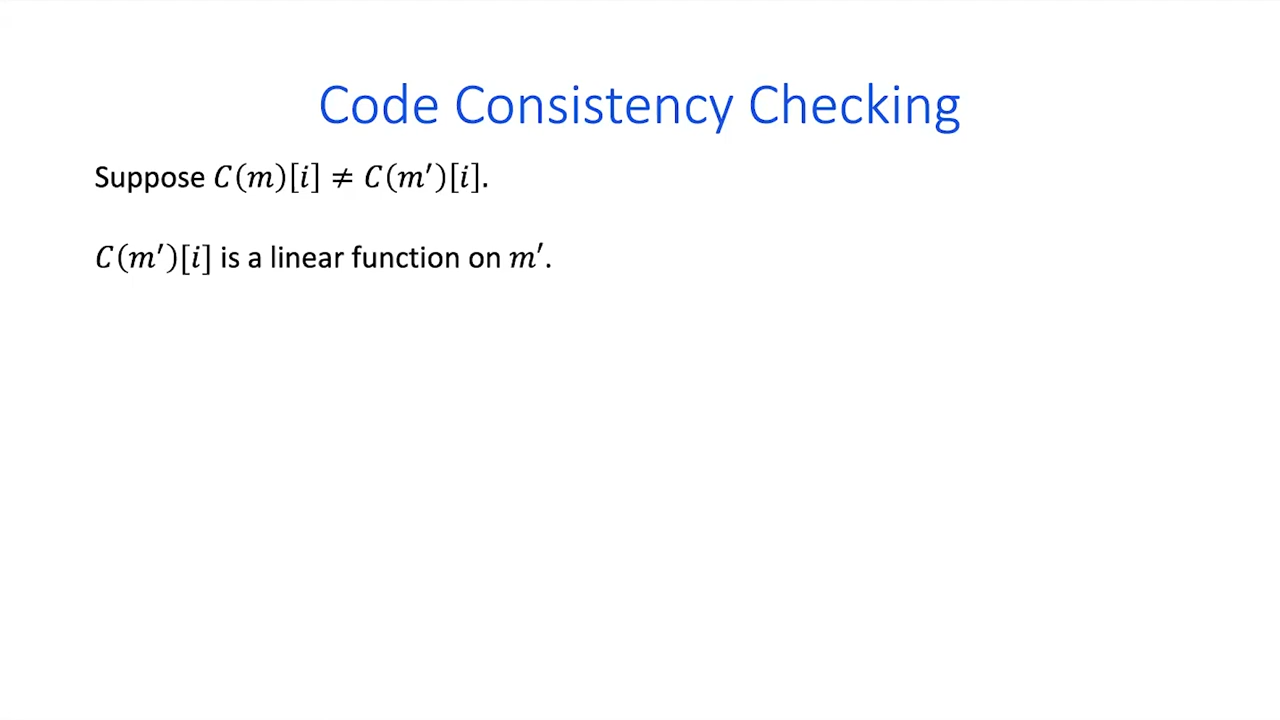 Code Consistency Checking
Suppose 𝐶(𝑚)[𝑖] ≠ 𝐶(𝑚′)[𝑖].
𝐶(𝑚′)[𝑖] is a linear function on 𝑚′.